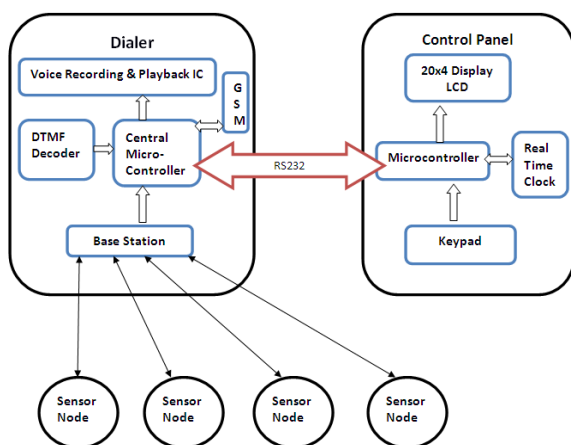 Dialer
Voice Recording & Playback IC
G
S
M
DTMF
Decoder
Central
Micro-
Controller
Base Station
RS232
Control Panel
20x4 Display
LCD
Microcontroller
Real
Time
Clock
Keypad
Sensor
Node
Sensor
Node
Sensor
Node
Sensor
Node